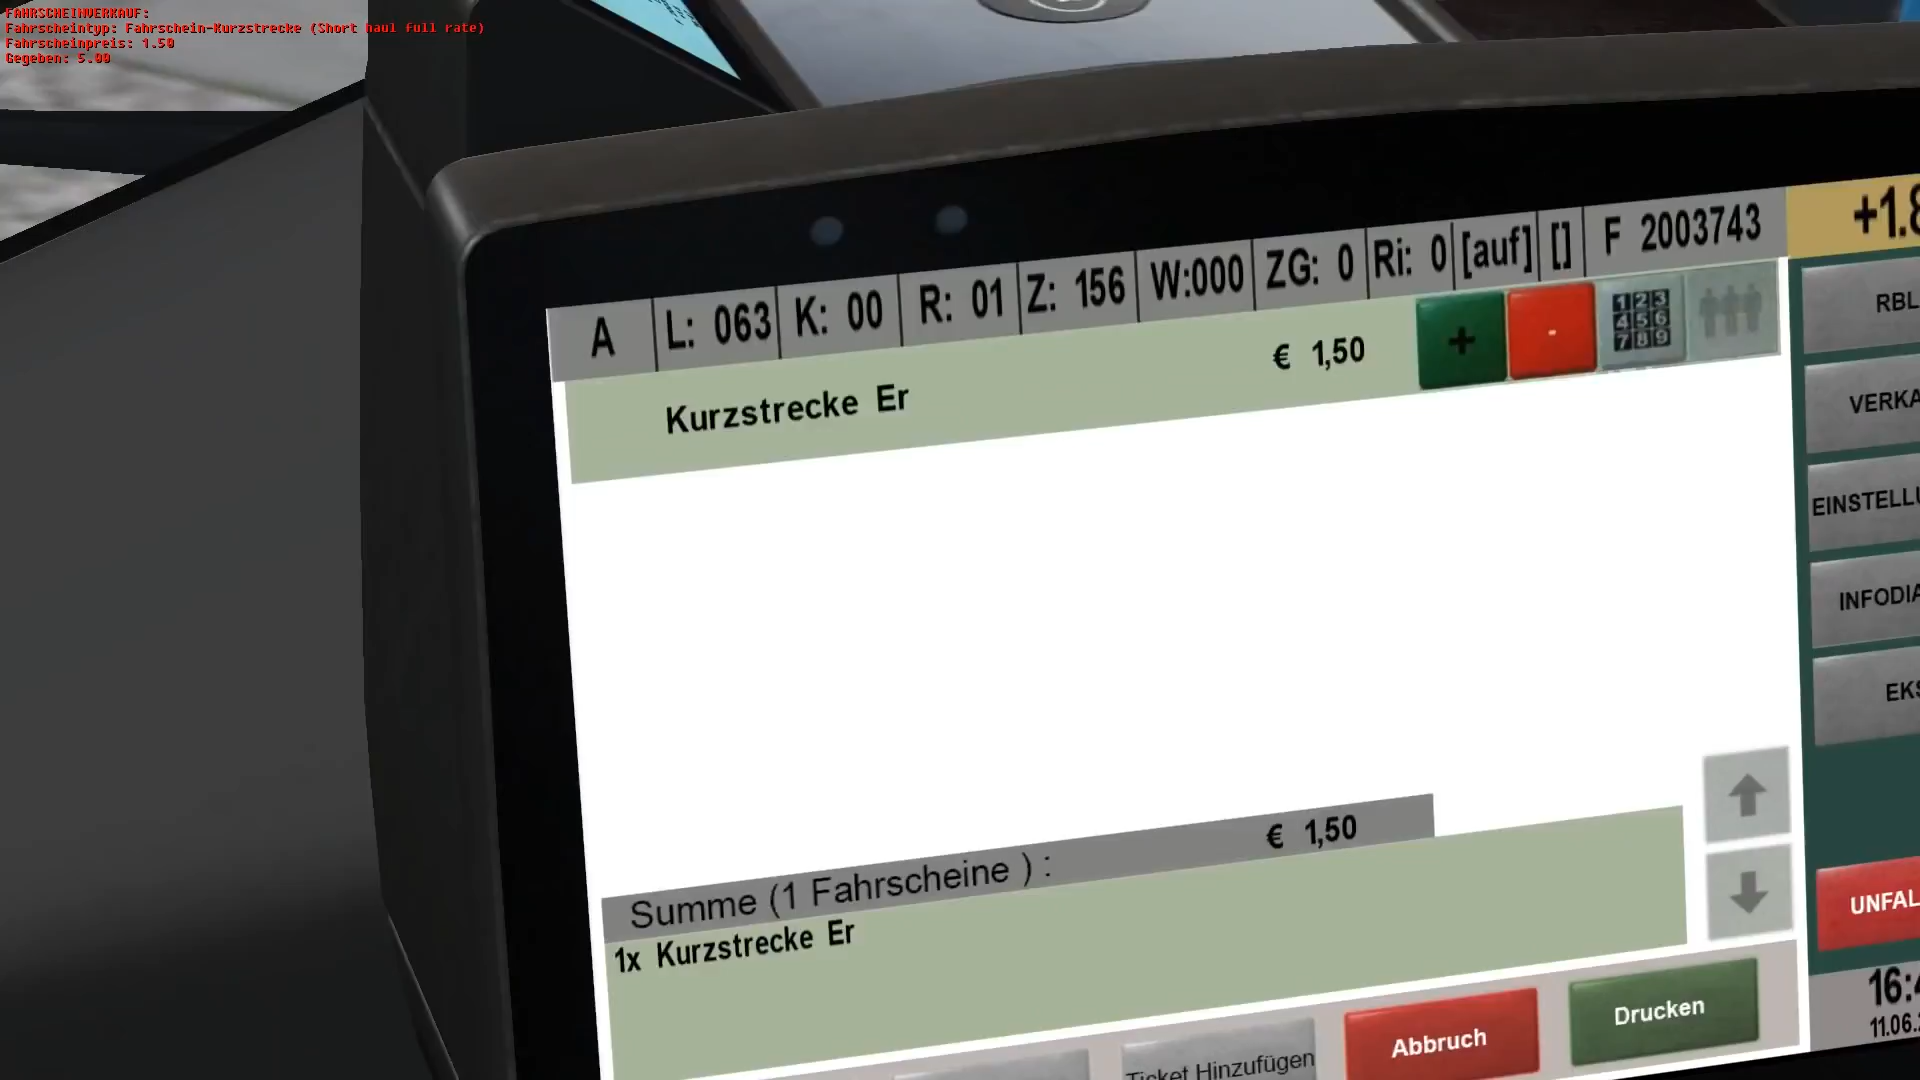 FAHRSCHEINVERKAUF:
Fahrscheintyp: Fahrschein-Kurzstrecke (Short haul full rate)
Fahrscheinpreis: 1.50
Gegeben: 5.00
A L: 063 K: 00 R: 01 Z: 156 W:000 ZG: 0 Ri: 0 [auf] [] F 2003743
+1.8
Kurzstrecke Er € 1,50 + - 123
456
789
RBL
VERKA
EINSTELLU
INFODIA
EKS
Summe (1 Fahrscheine ) : € 1,50
1x Kurzstrecke Er
UNFAL
Ticket Hinzufügen
Abbruch
Drucken
16:4
11.06.